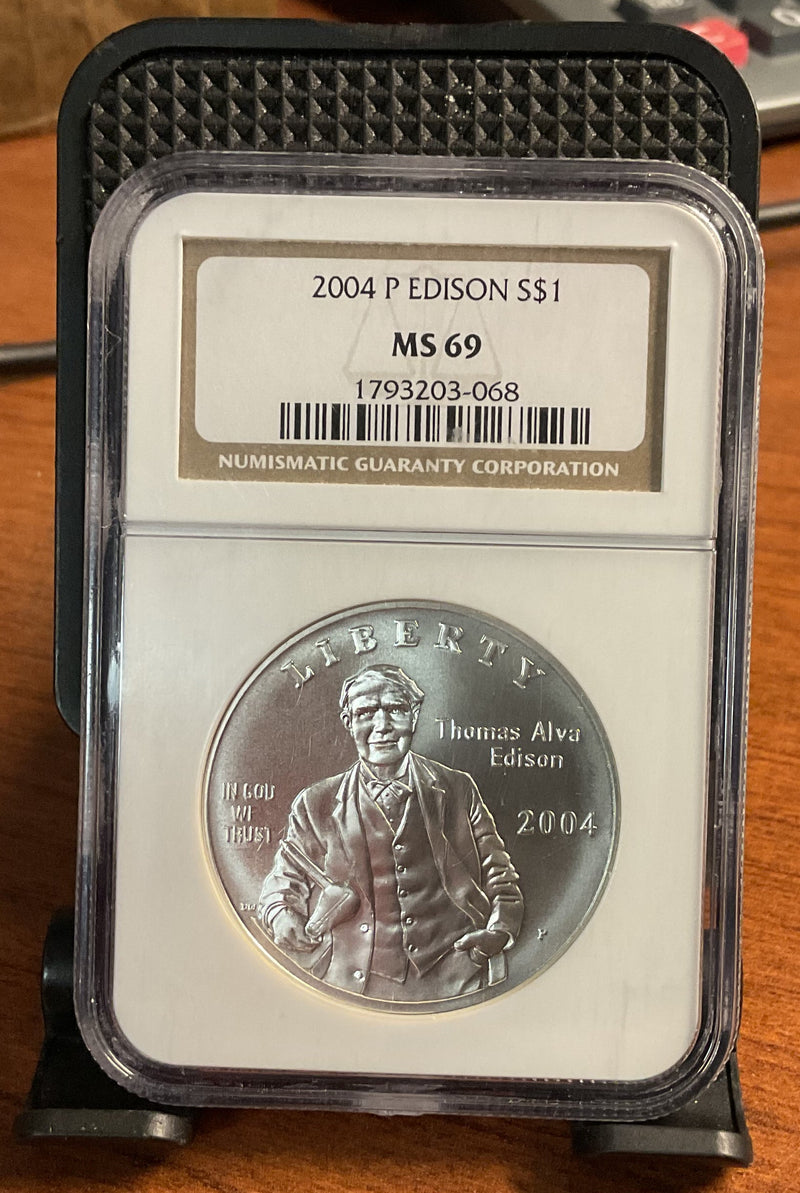 2004 P EDISON S$1
MS 69
1793203-068
NUMISMATIC GUARANTY CORPORATION
LIBERTY
Thomas Alva
Edison
IN GOD
WE
TRUST
2004
P